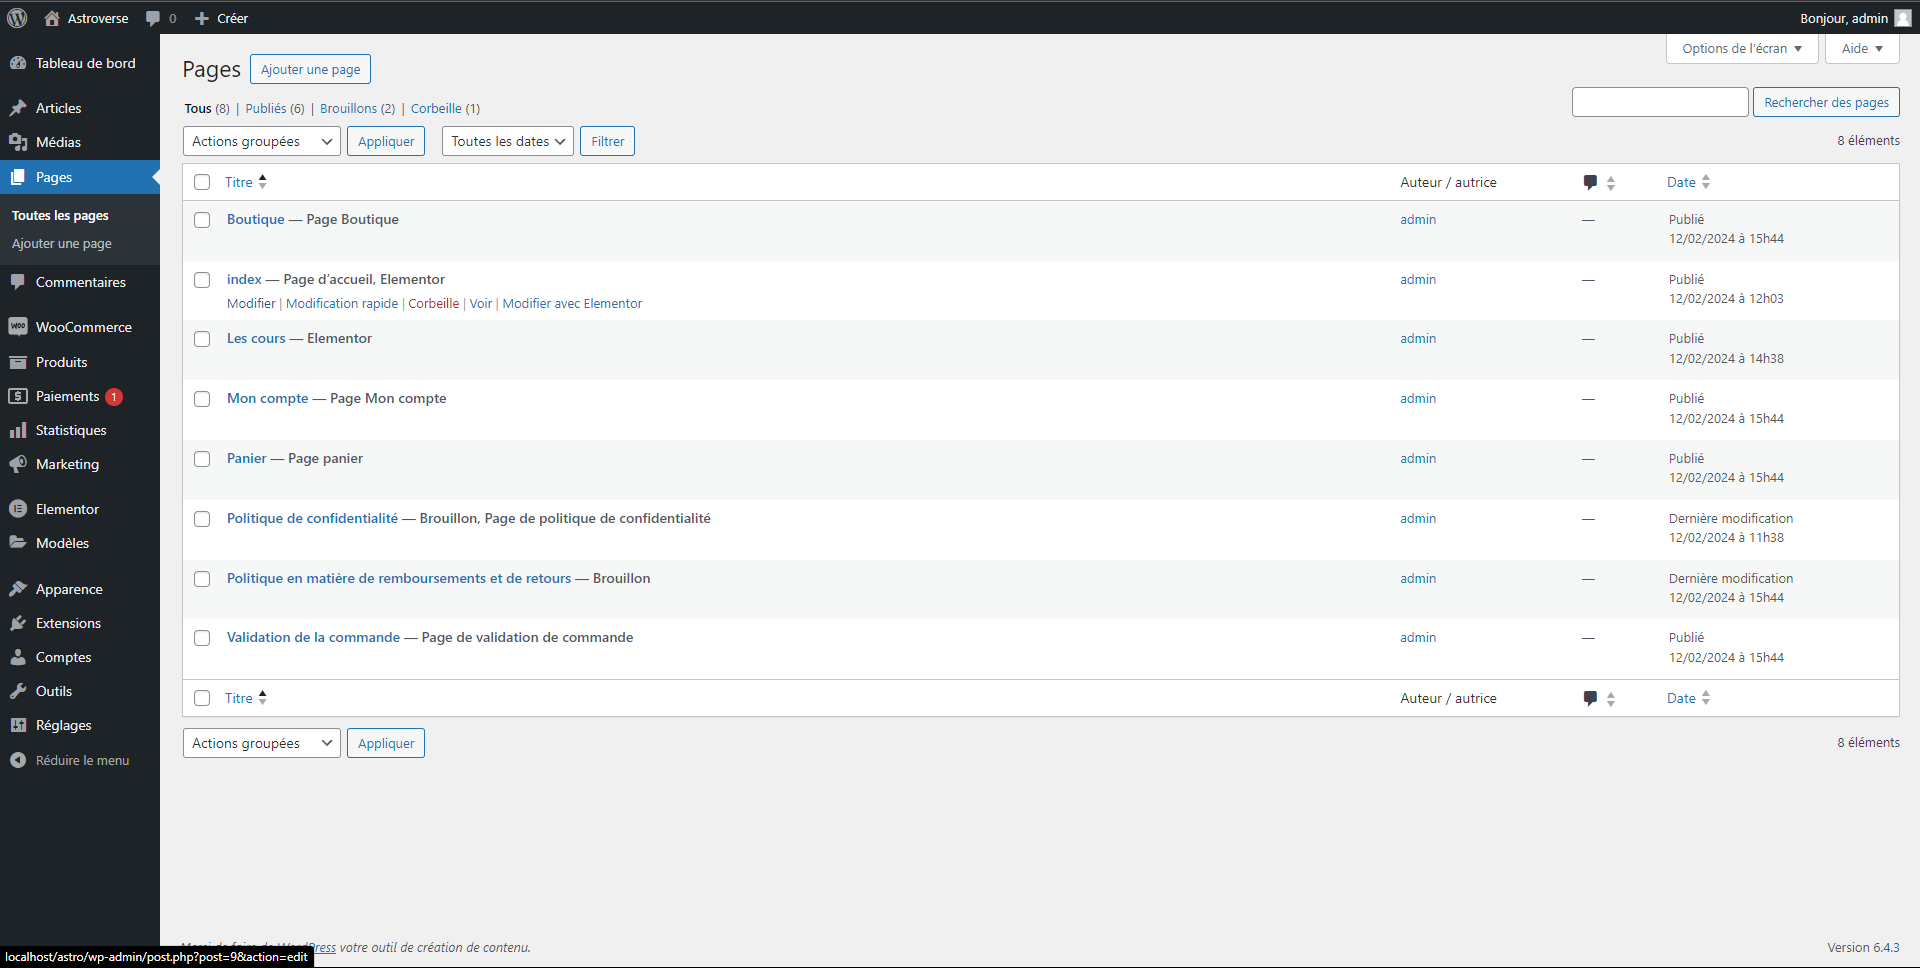 Astroverse 0 Créer Bonjour, admin
Options de l’écran Aide
Tableau de bord
Articles
Médias
Pages
Toutes les pages
Ajouter une page
Commentaires
WooCommerce
Produits
Paiements 1
Statistiques
Marketing
Elementor
Modèles
Apparence
Extensions
Comptes
Outils
Réglages
Réduire le menu
Pages Ajouter une page
Tous (8) | Publiés (6) | Brouillons (2) | Corbeille (1)
Rechercher des pages
Actions groupées Appliquer Toutes les dates Filtrer 8 éléments
Titre Auteur / autrice Date
Boutique — Page Boutique admin — Publié
12/02/2024 à 15h44
index — Page d’accueil, Elementor admin — Publié
Modifier | Modification rapide | Corbeille | Voir | Modifier avec Elementor 12/02/2024 à 12h03
Les cours — Elementor admin — Publié
12/02/2024 à 14h38
Mon compte — Page Mon compte admin — Publié
12/02/2024 à 15h44
Panier — Page panier admin — Publié
12/02/2024 à 15h44
Politique de confidentialité — Brouillon, Page de politique de confidentialité admin — Dernière modification
12/02/2024 à 11h38
Politique en matière de remboursements et de retours — Brouillon admin — Dernière modification
12/02/2024 à 15h44
Validation de la commande — Page de validation de commande admin — Publié
12/02/2024 à 15h44
Titre Auteur / autrice Date
Actions groupées Appliquer 8 éléments
Merci de faire de WordPress votre outil de création de contenu. Version 6.4.3
localhost/astro/wp-admin/post.php?post=9&action=edit